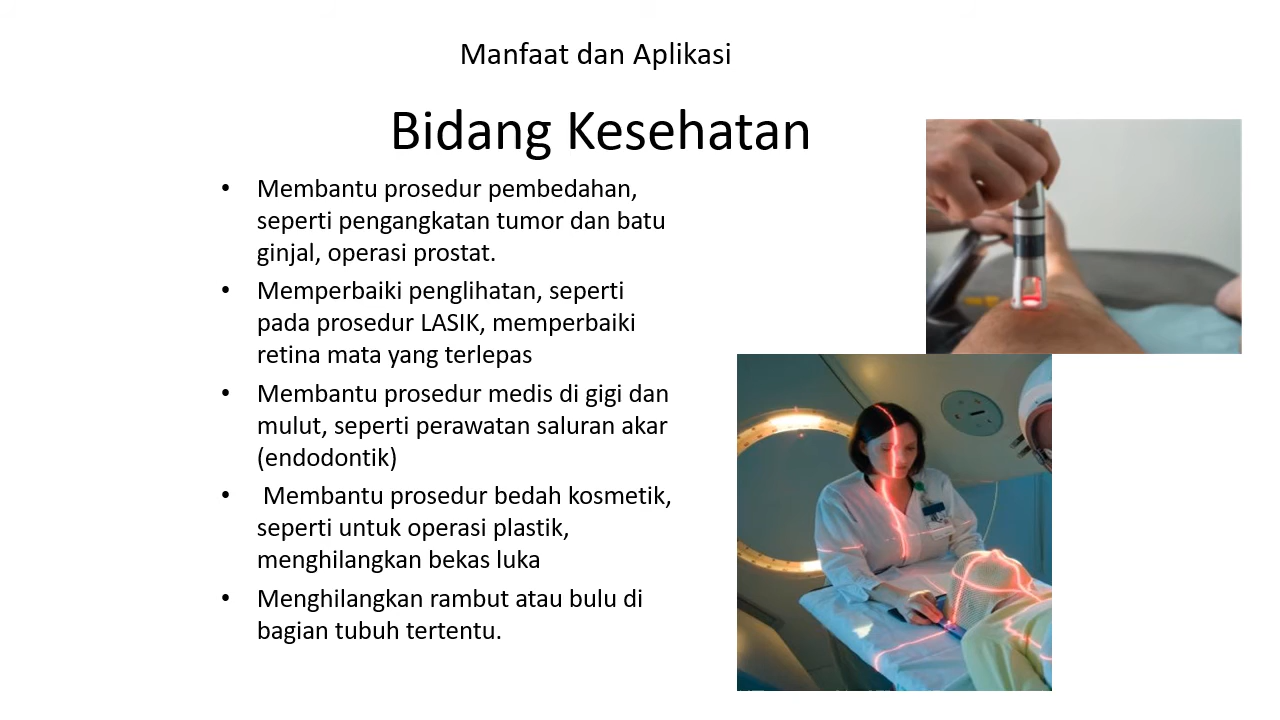 Manfaat dan Aplikasi
Bidang Kesehatan
• Membantu prosedur pembedahan,
seperti pengangkatan tumor dan batu
ginjal, operasi prostat.
• Memperbaiki penglihatan, seperti
pada prosedur LASIK, memperbaiki
retina mata yang terlepas
• Membantu prosedur medis di gigi dan
mulut, seperti perawatan saluran akar
(endodontik)
• Membantu prosedur bedah kosmetik,
seperti untuk operasi plastik,
menghilangkan bekas luka
• Menghilangkan rambut atau bulu di
bagian tubuh tertentu.